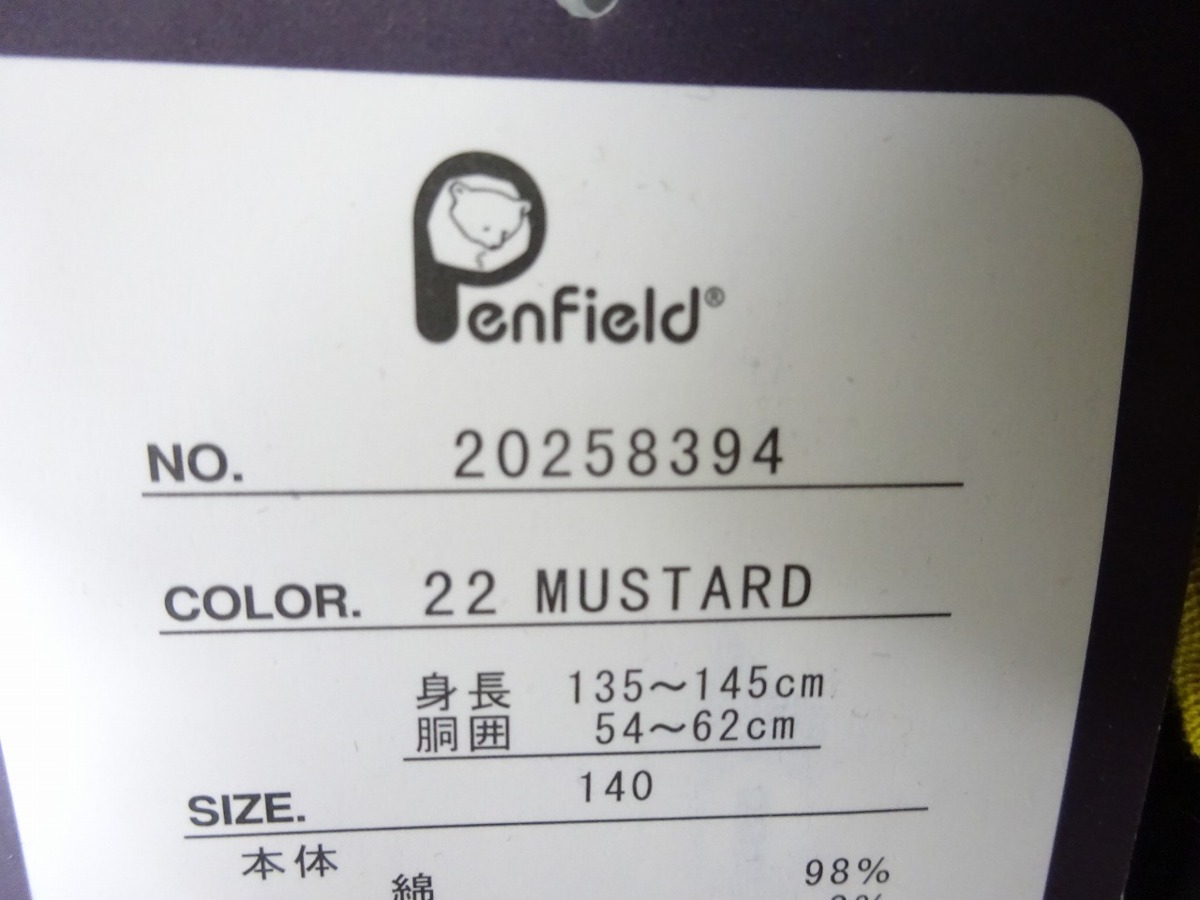 Penfield®
NO. 20258394
COLOR. 22 MUSTARD
身長 135〜145cm
胴囲 54〜62cm
SIZE. 140
本体
綿 98%